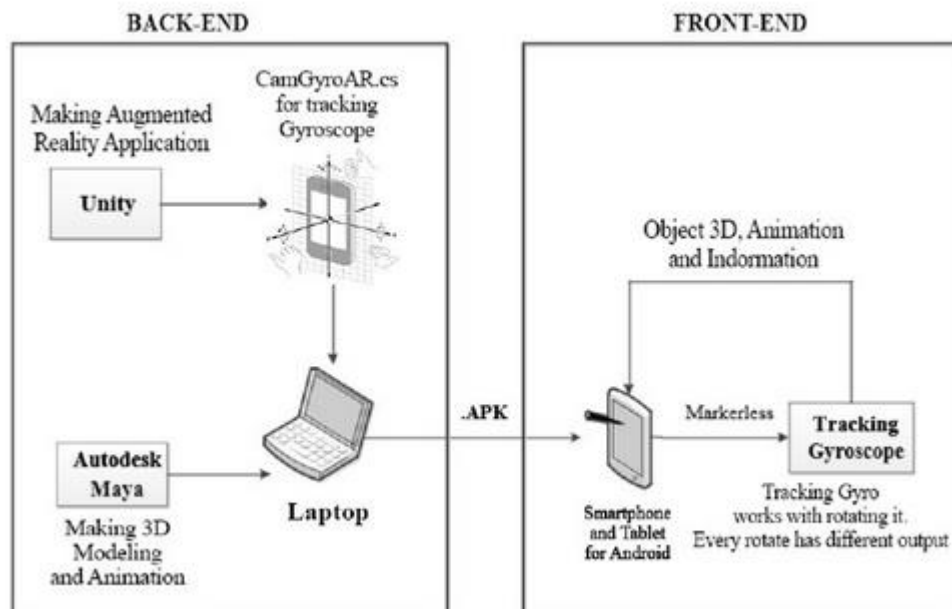 BACK-END
CamGyroAR.cs
for tracking
Gyroscope
Making Augmented
Reality Application
Unity
Autodesk
Maya
Making 3D
Modeling
and Animation
Laptop
.APK
FRONT-END
Object 3D, Animation
and Indormation
Markerless
Tracking
Gyroscope
Smartphone
and Tablet
for Android
Tracking Gyro
works with rotating it.
Every rotate has different output